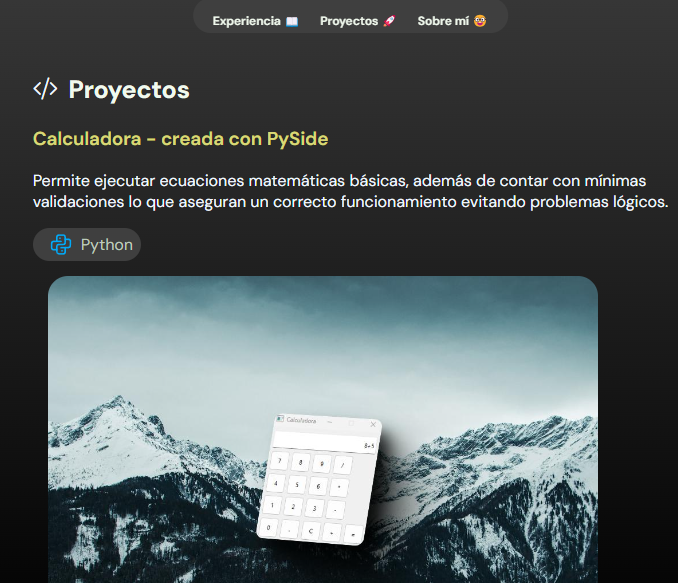 Experiencia 📖 Proyectos 🚀 Sobre mí 🤓
</> Proyectos
Calculadora - creada con PySide
Permite ejecutar ecuaciones matemáticas básicas, además de contar con mínimas
validaciones lo que aseguran un correcto funcionamiento evitando problemas lógicos.
Python
Calculadora
8+5
7 8 9 /
4 5 6 *
1 2 3 -
0 . C + =